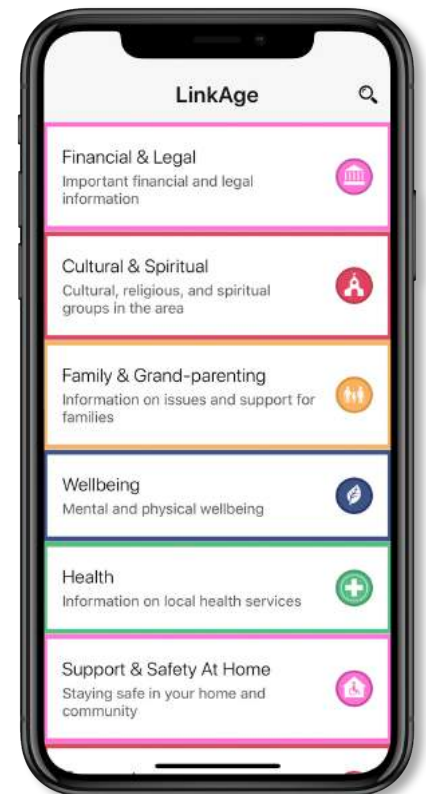 LinkAge
Financial & Legal
Important financial and legal
information
Cultural & Spiritual
Cultural, religious, and spiritual
groups in the area
Family & Grand-parenting
Information on issues and support for
families
Wellbeing
Mental and physical wellbeing
Health
Information on local health services
Support & Safety At Home
Staying safe in your home and
community